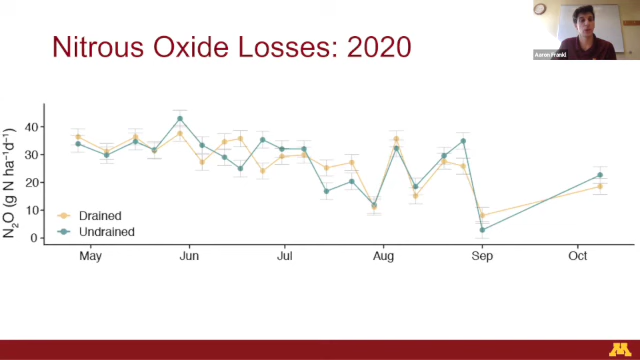 Nitrous Oxide Losses: 2020
Aaren Frankl
N₂O (g N ha⁻¹d⁻¹)
40
30
20
10
0
Drained
Undrained
May Jun Jul Aug Sep Oct
M